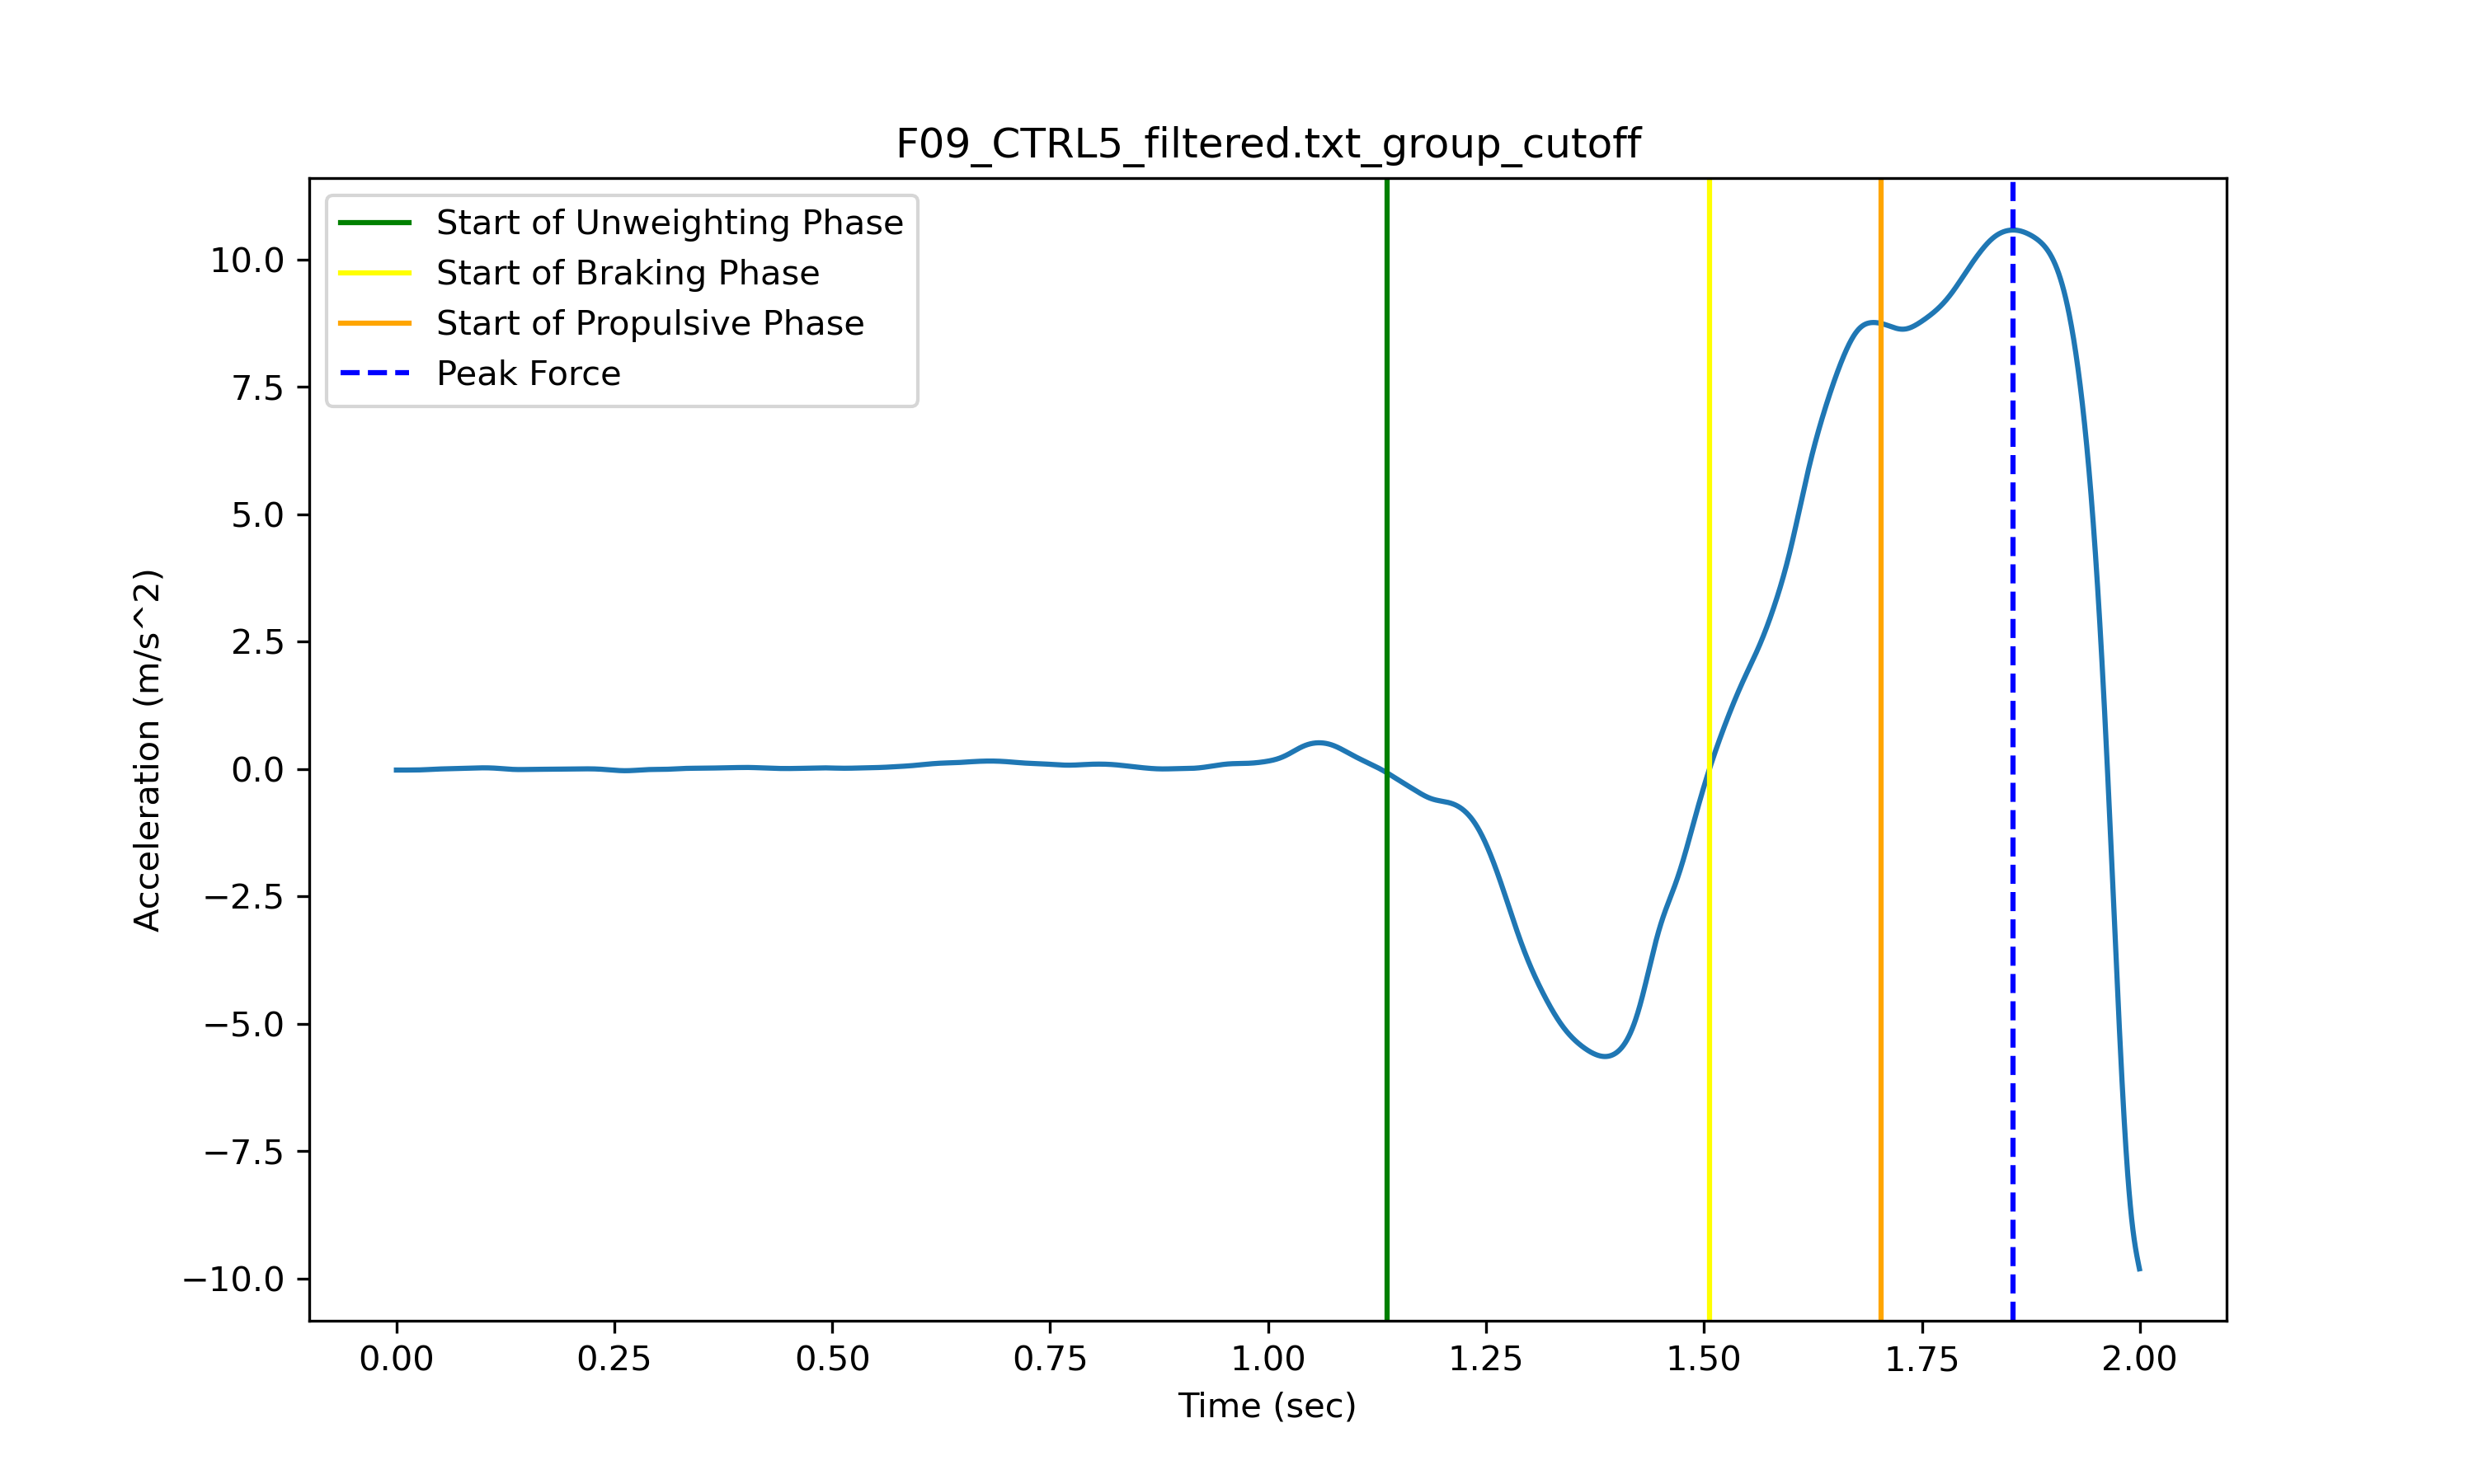 F09_CTRL5_filtered.txt_group_cutoff
Start of Unweighting Phase
Start of Braking Phase
Start of Propulsive Phase
Peak Force
10.0
7.5
5.0
2.5
0.0
−2.5
−5.0
−7.5
−10.0
Acceleration (m/s^2)
0.00 0.25 0.50 0.75 1.00 1.25 1.50 1.75 2.00
Time (sec)